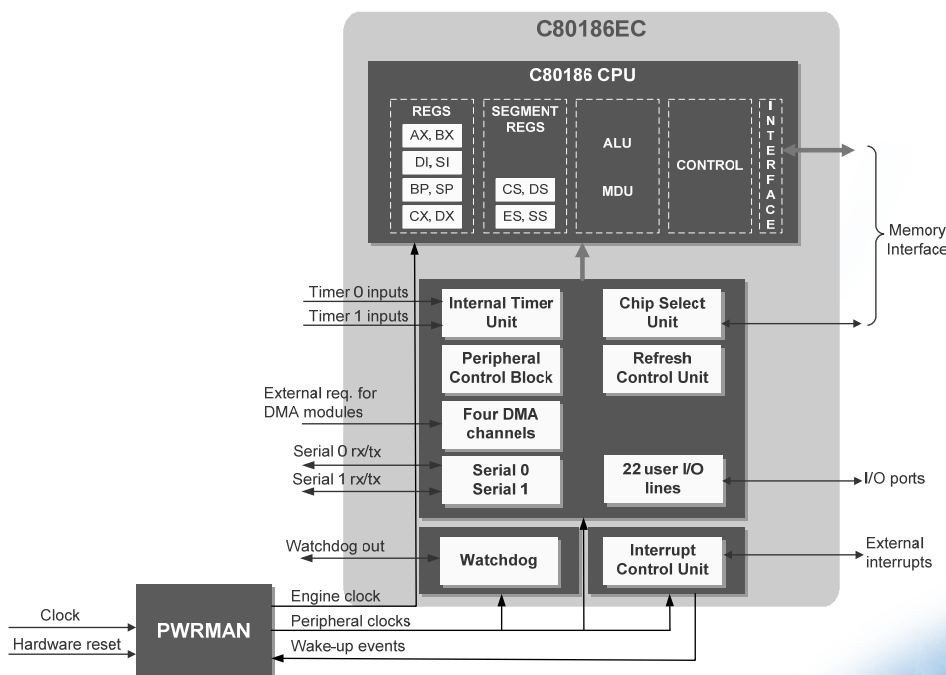 C80186EC
C80186 CPU
REGS
AX, BX
DI, SI
BP, SP
CX, DX
SEGMENT
REGS
CS, DS
ES, SS
ALU
MDU
CONTROL
INTERFACE
Memory
Interface
Timer 0 inputs
Timer 1 inputs
Internal Timer
Unit
Chip Select
Unit
Peripheral
Control Block
Refresh
Control Unit
External req. for
DMA modules
Four DMA
channels
Serial 0 rx/tx
Serial 1 rx/tx
Serial 0
Serial 1
22 user I/O
lines
I/O ports
Watchdog out
Watchdog
Interrupt
Control Unit
External
interrupts
Clock
Hardware reset
PWRMAN
Engine clock
Peripheral clocks
Wake-up events